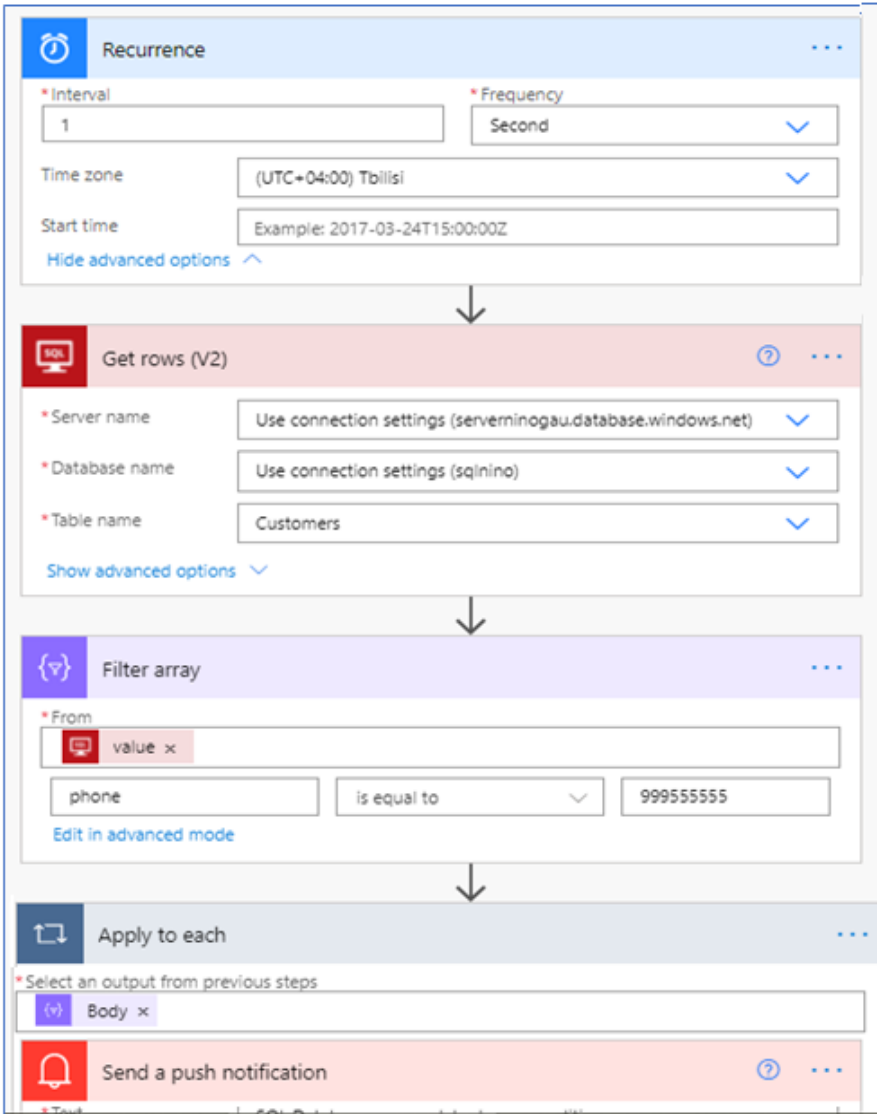 Recurrence
* Interval
* Frequency
1
Second
Time zone
(UTC+04:00) Tbilisi
Start time
Example: 2017-03-24T15:00:00Z
Hide advanced options
SQL
Get rows (V2)
* Server name
Use connection settings (serverninogau.database.windows.net)
* Database name
Use connection settings (sqlnino)
* Table name
Customers
Show advanced options
Filter array
* From
value ×
phone
is equal to
999555555
Edit in advanced mode
Apply to each
* Select an output from previous steps
Body ×
Send a push notification
* Text